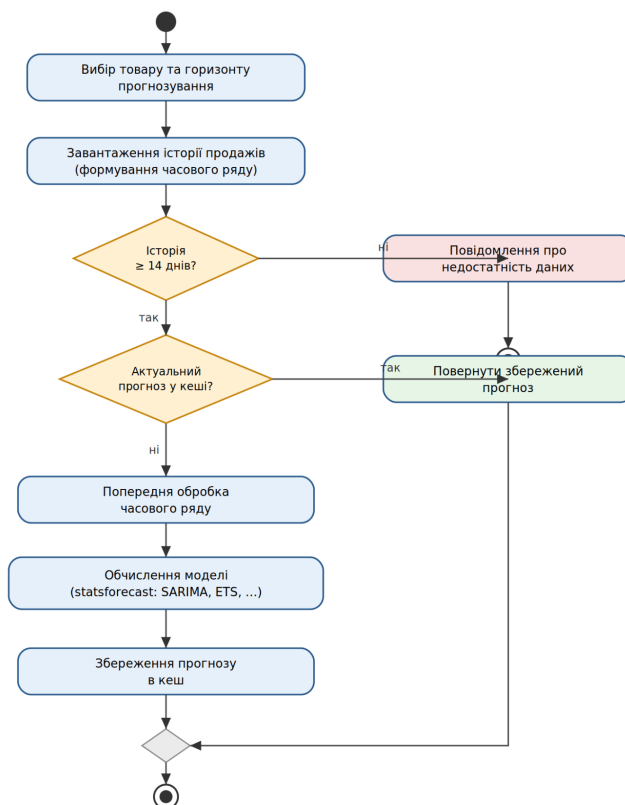 Вибір товару та горизонту
прогнозування
Завантаження історії продажів
(формування часового ряду)
Історія
≥ 14 днів?
ні
Повідомлення про
недостатність даних
так
Актуальний
прогноз у кеші?
так
Повернути збережений
прогноз
ні
Попередня обробка
часового ряду
Обчислення моделі
(statsforecast: SARIMA, ETS, ...)
Збереження прогнозу
в кеш